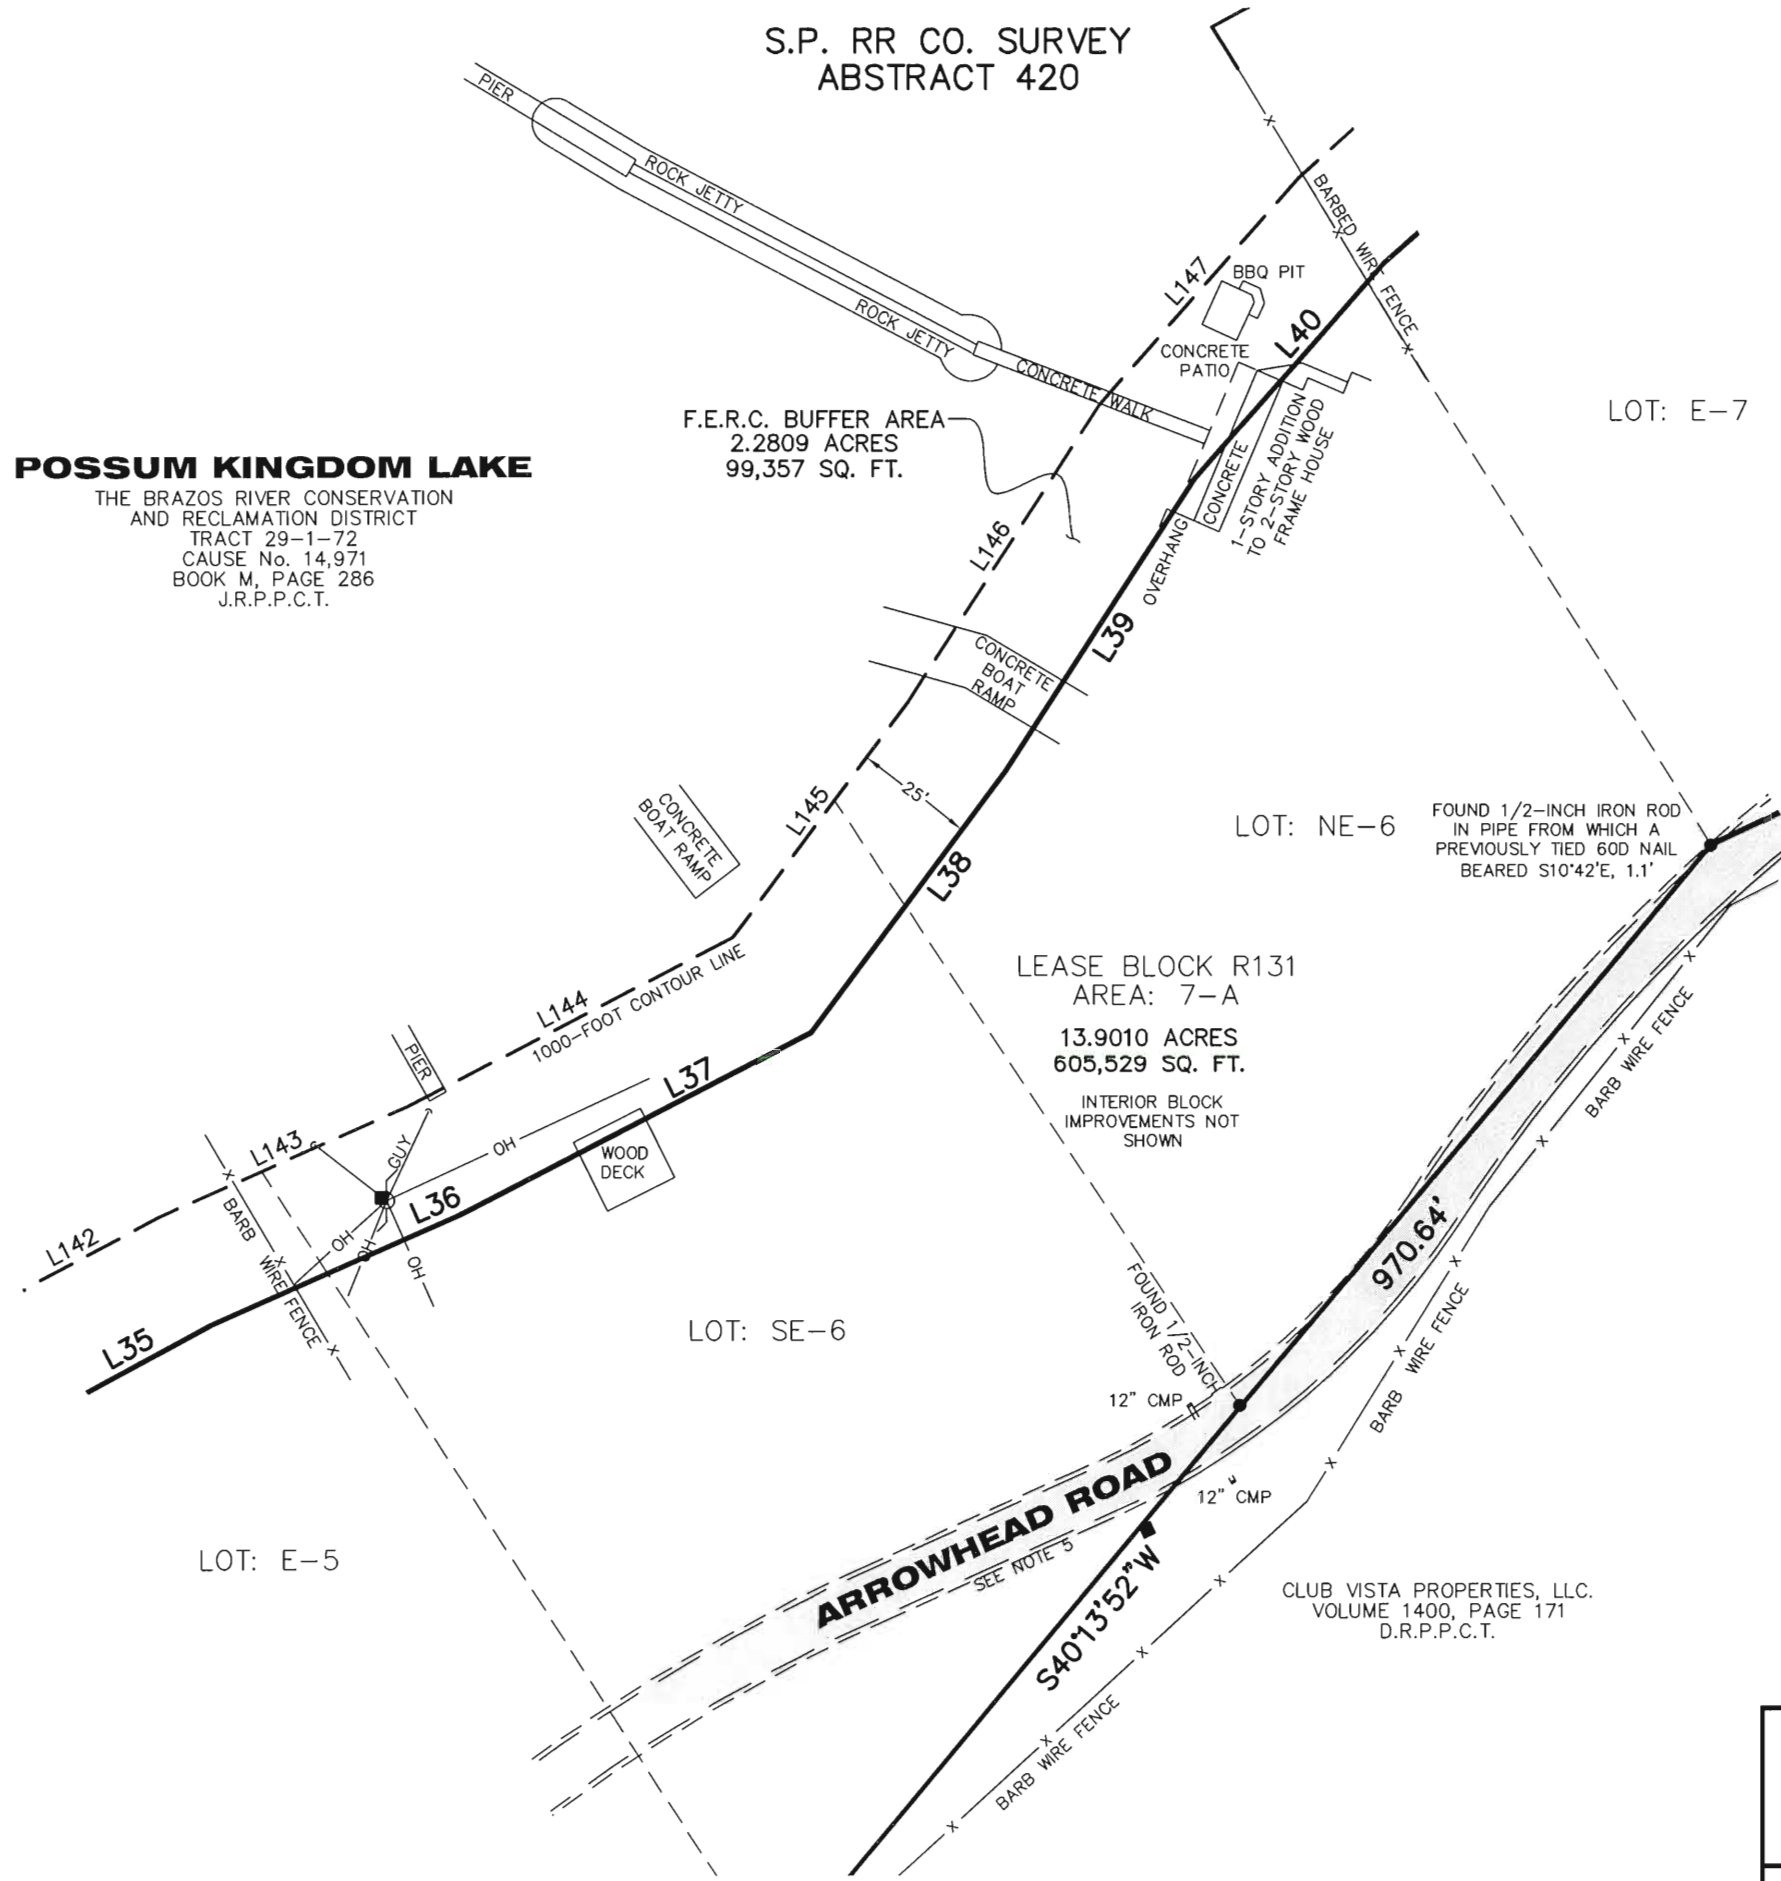 S.P. RR CO. SURVEY
ABSTRACT 420
PIER
ROCK JETTY
ROCK JETTY
CONCRETE WALK
BARBED WIRE FENCE
L147
BBQ PIT
L40
CONCRETE
PATIO
CONCRETE
1-STORY ADDITION
TO 2-STORY WOOD
FRAME HOUSE
OVERHANG
LOT: E-7
F.E.R.C. BUFFER AREA
2.2809 ACRES
99,357 SQ. FT.
POSSUM KINGDOM LAKE
THE BRAZOS RIVER CONSERVATION
AND RECLAMATION DISTRICT
TRACT 29-1-72
CAUSE No. 14,971
BOOK M, PAGE 286
J.R.P.P.C.T.
L146
L39
CONCRETE
BOAT
RAMP
25'
L145
CONCRETE
BOAT RAMP
L38
LOT: NE-6
FOUND 1/2-INCH IRON ROD
IN PIPE FROM WHICH A
PREVIOUSLY TIED 60D NAIL
BEARED S10°42'E, 1.1'
LEASE BLOCK R131
AREA: 7-A
13.9010 ACRES
605,529 SQ. FT.
INTERIOR BLOCK
IMPROVEMENTS NOT
SHOWN
L144
1000-FOOT CONTOUR LINE
PIER
L37
L143
GUY
OH
WOOD
DECK
L36
L142
BARB WIRE FENCE
OH
OH
OH
L35
BARB WIRE FENCE
970.64'
BARB WIRE FENCE
LOT: SE-6
FOUND 1/2-INCH
IRON ROD
12" CMP
ARROWHEAD ROAD
SEE NOTE 5
12" CMP
LOT: E-5
S40°13'52"W
CLUB VISTA PROPERTIES, LLC.
VOLUME 1400, PAGE 171
D.R.P.P.C.T.
BARB WIRE FENCE